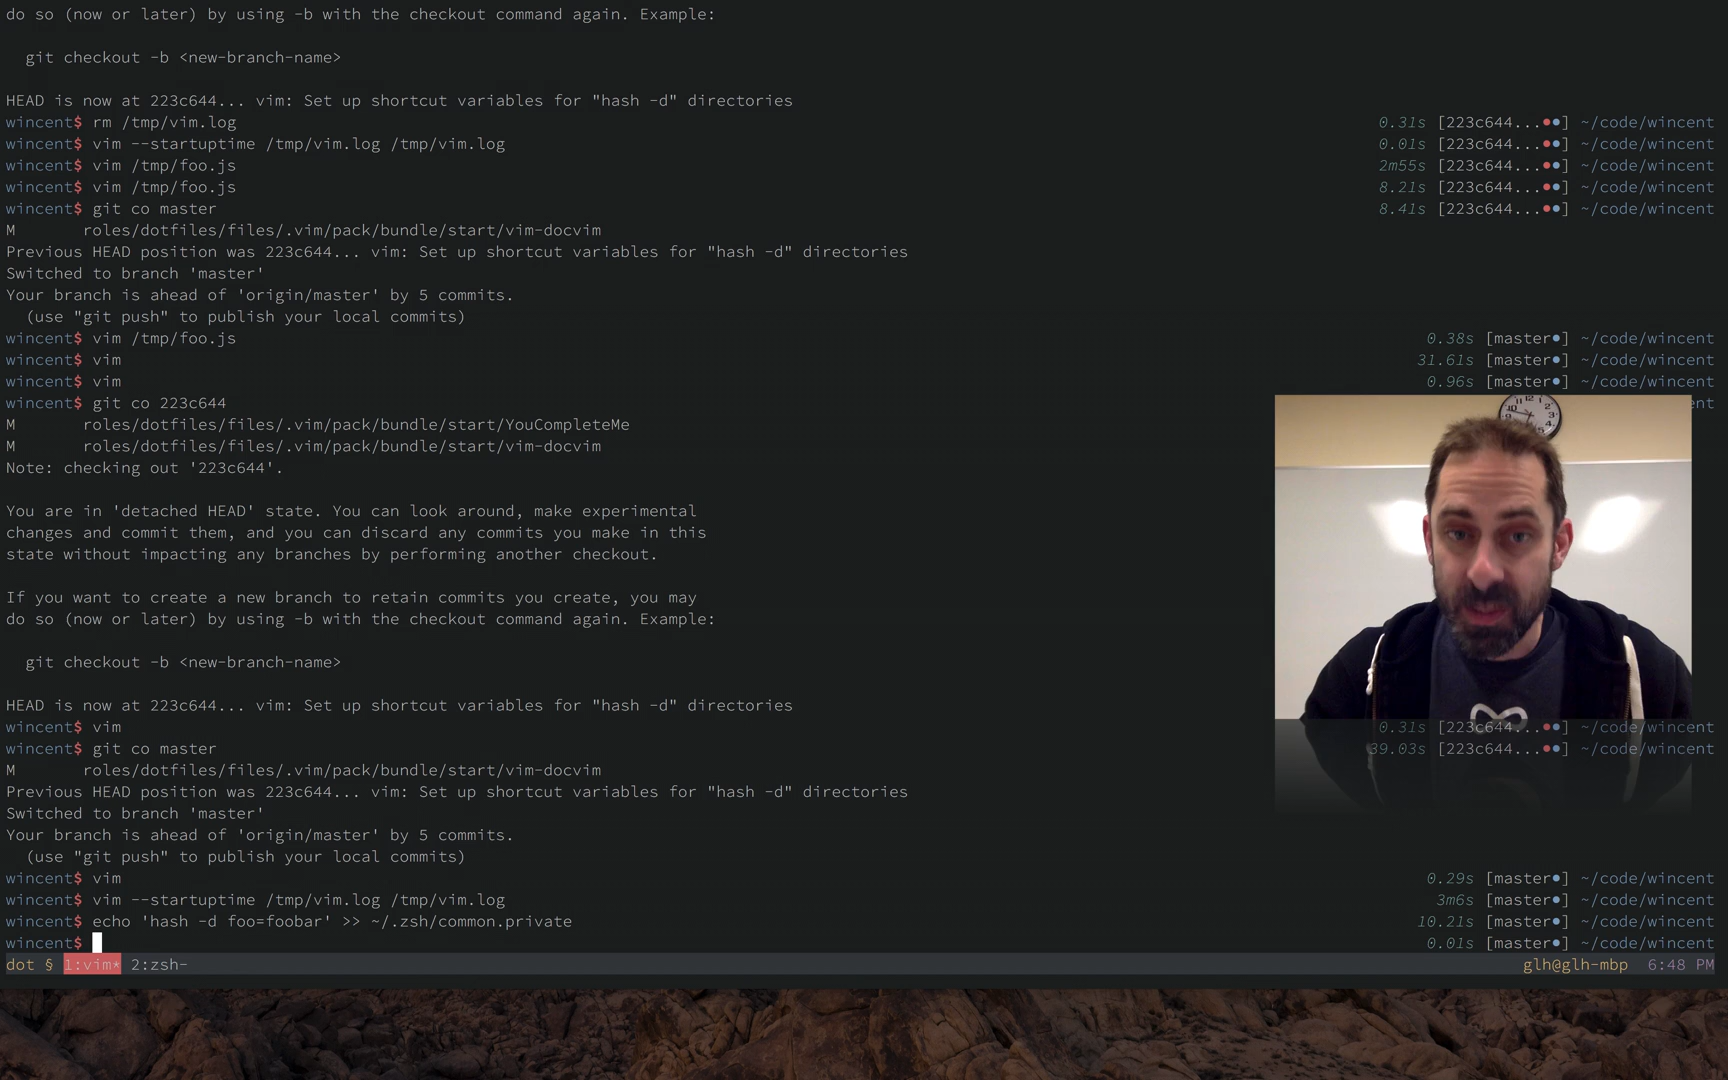 do so (now or later) by using -b with the checkout command again. Example:
git checkout -b <new-branch-name>
HEAD is now at 223c644... vim: Set up shortcut variables for "hash -d" directories
wincent$ rm /tmp/vim.log 0.31s [223c644...●●] ~/code/wincent
wincent$ vim --startuptime /tmp/vim.log /tmp/vim.log 0.01s [223c644...●●] ~/code/wincent
wincent$ vim /tmp/foo.js 2m55s [223c644...●●] ~/code/wincent
wincent$ vim /tmp/foo.js 8.21s [223c644...●●] ~/code/wincent
wincent$ git co master 8.41s [223c644...●●] ~/code/wincent
M roles/dotfiles/files/.vim/pack/bundle/start/vim-docvim
Previous HEAD position was 223c644... vim: Set up shortcut variables for "hash -d" directories
Switched to branch 'master'
Your branch is ahead of 'origin/master' by 5 commits.
(use "git push" to publish your local commits)
wincent$ vim /tmp/foo.js 0.38s [master●] ~/code/wincent
wincent$ vim 31.61s [master●] ~/code/wincent
wincent$ vim 0.96s [master●] ~/code/wincent
wincent$ git co 223c644 ent
M roles/dotfiles/files/.vim/pack/bundle/start/YouCompleteMe
M roles/dotfiles/files/.vim/pack/bundle/start/vim-docvim
Note: checking out '223c644'.
You are in 'detached HEAD' state. You can look around, make experimental
changes and commit them, and you can discard any commits you make in this
state without impacting any branches by performing another checkout.
If you want to create a new branch to retain commits you create, you may
do so (now or later) by using -b with the checkout command again. Example:
git checkout -b <new-branch-name>
HEAD is now at 223c644... vim: Set up shortcut variables for "hash -d" directories
wincent$ vim 0.31s [223c644...●●] ~/code/wincent
wincent$ git co master 39.03s [223c644...●●] ~/code/wincent
M roles/dotfiles/files/.vim/pack/bundle/start/vim-docvim
Previous HEAD position was 223c644... vim: Set up shortcut variables for "hash -d" directories
Switched to branch 'master'
Your branch is ahead of 'origin/master' by 5 commits.
(use "git push" to publish your local commits)
wincent$ vim 0.29s [master●] ~/code/wincent
wincent$ vim --startuptime /tmp/vim.log /tmp/vim.log 3m6s [master●] ~/code/wincent
wincent$ echo 'hash -d foo=foobar' >> ~/.zsh/common.private 10.21s [master●] ~/code/wincent
wincent$ 0.01s [master●] ~/code/wincent
dot § 1:vim* 2:zsh- glh@glh-mbp 6:48 PM